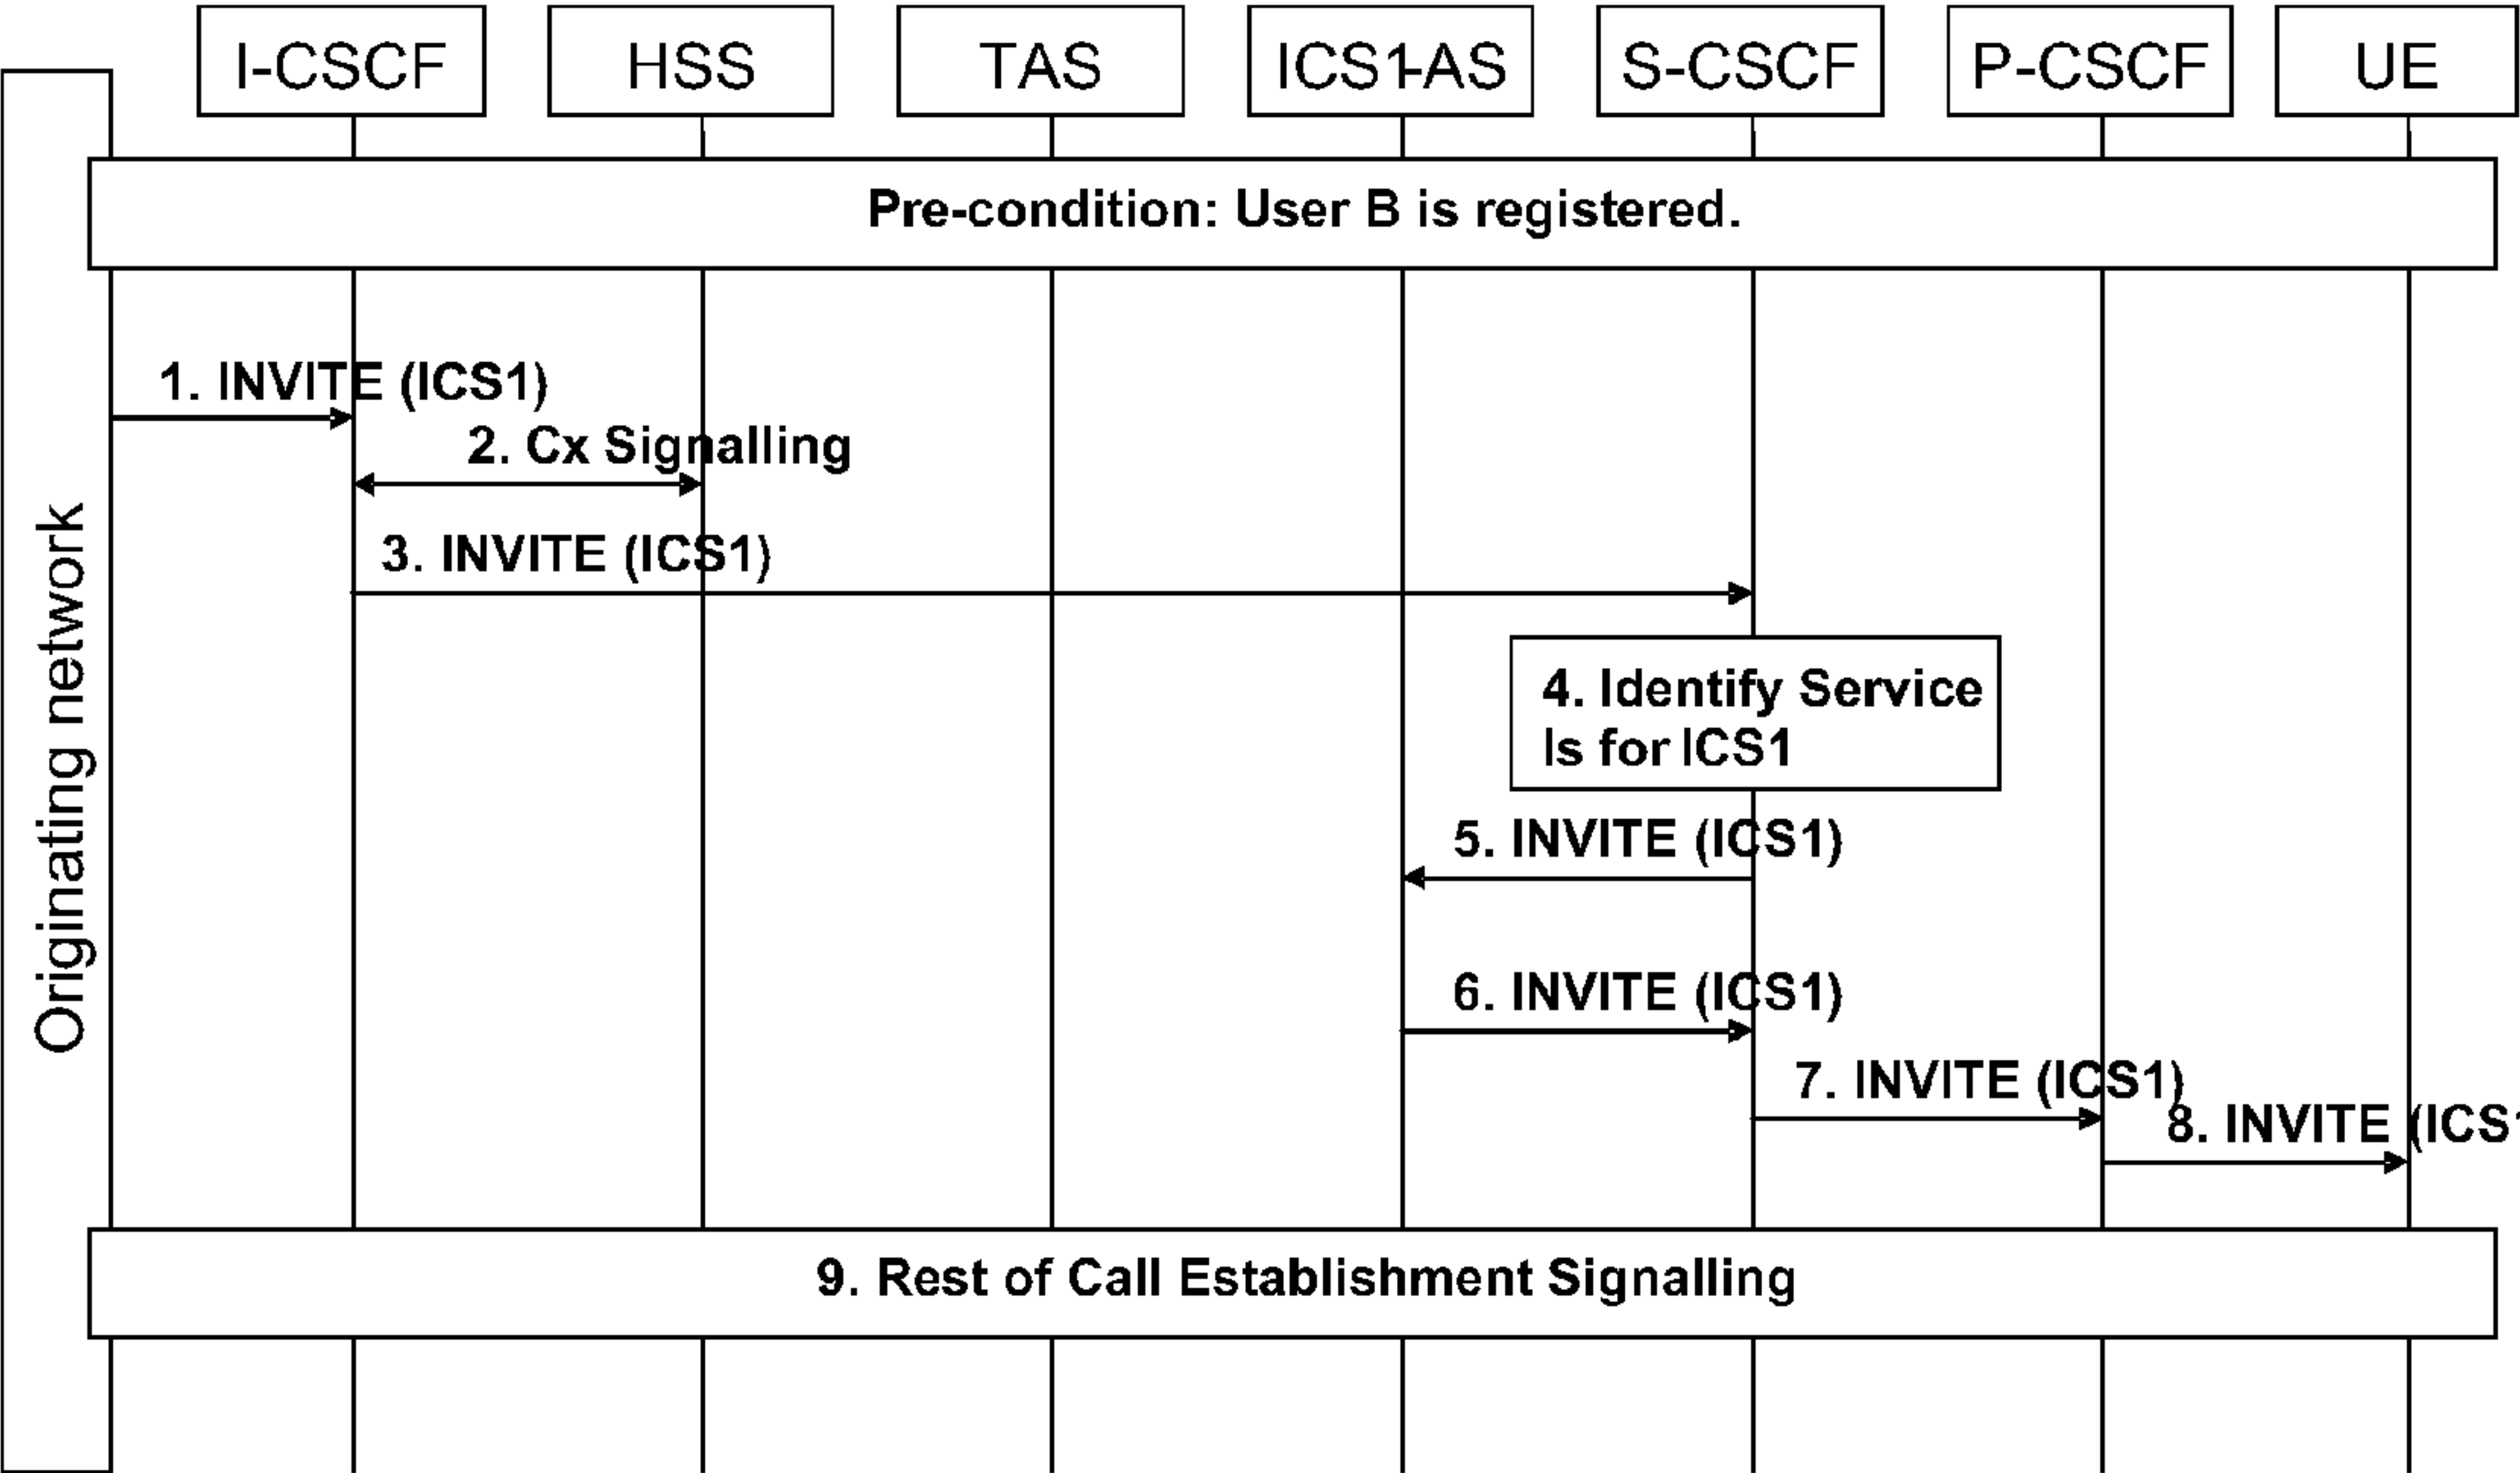 I-CSCF
HSS
TAS
ICS1-AS
S-CSCF
P-CSCF
UE
Originating network
Pre-condition: User B is registered.
1. INVITE (ICS1)
2. Cx Signalling
3. INVITE (ICS1)
4. Identify Service
Is for ICS1
5. INVITE (ICS1)
6. INVITE (ICS1)
7. INVITE (ICS1)
8. INVITE (ICS1
9. Rest of Call Establishment Signalling